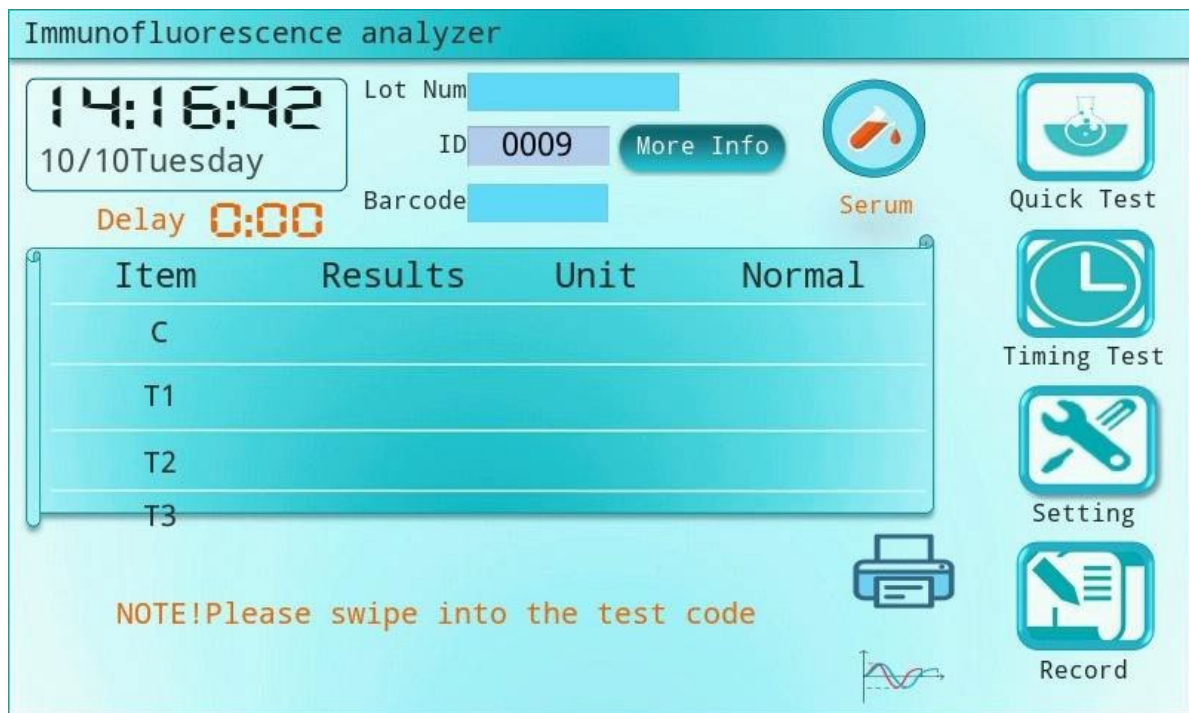 Immunofluorescence analyzer
14:16:42
10/10Tuesday
Delay 0:00
Lot Num
ID 0009 More Info
Barcode
Serum
Quick Test
Item Results Unit Normal
C
T1
T2
T3
Timing Test
Setting
NOTE!Please swipe into the test code
Record